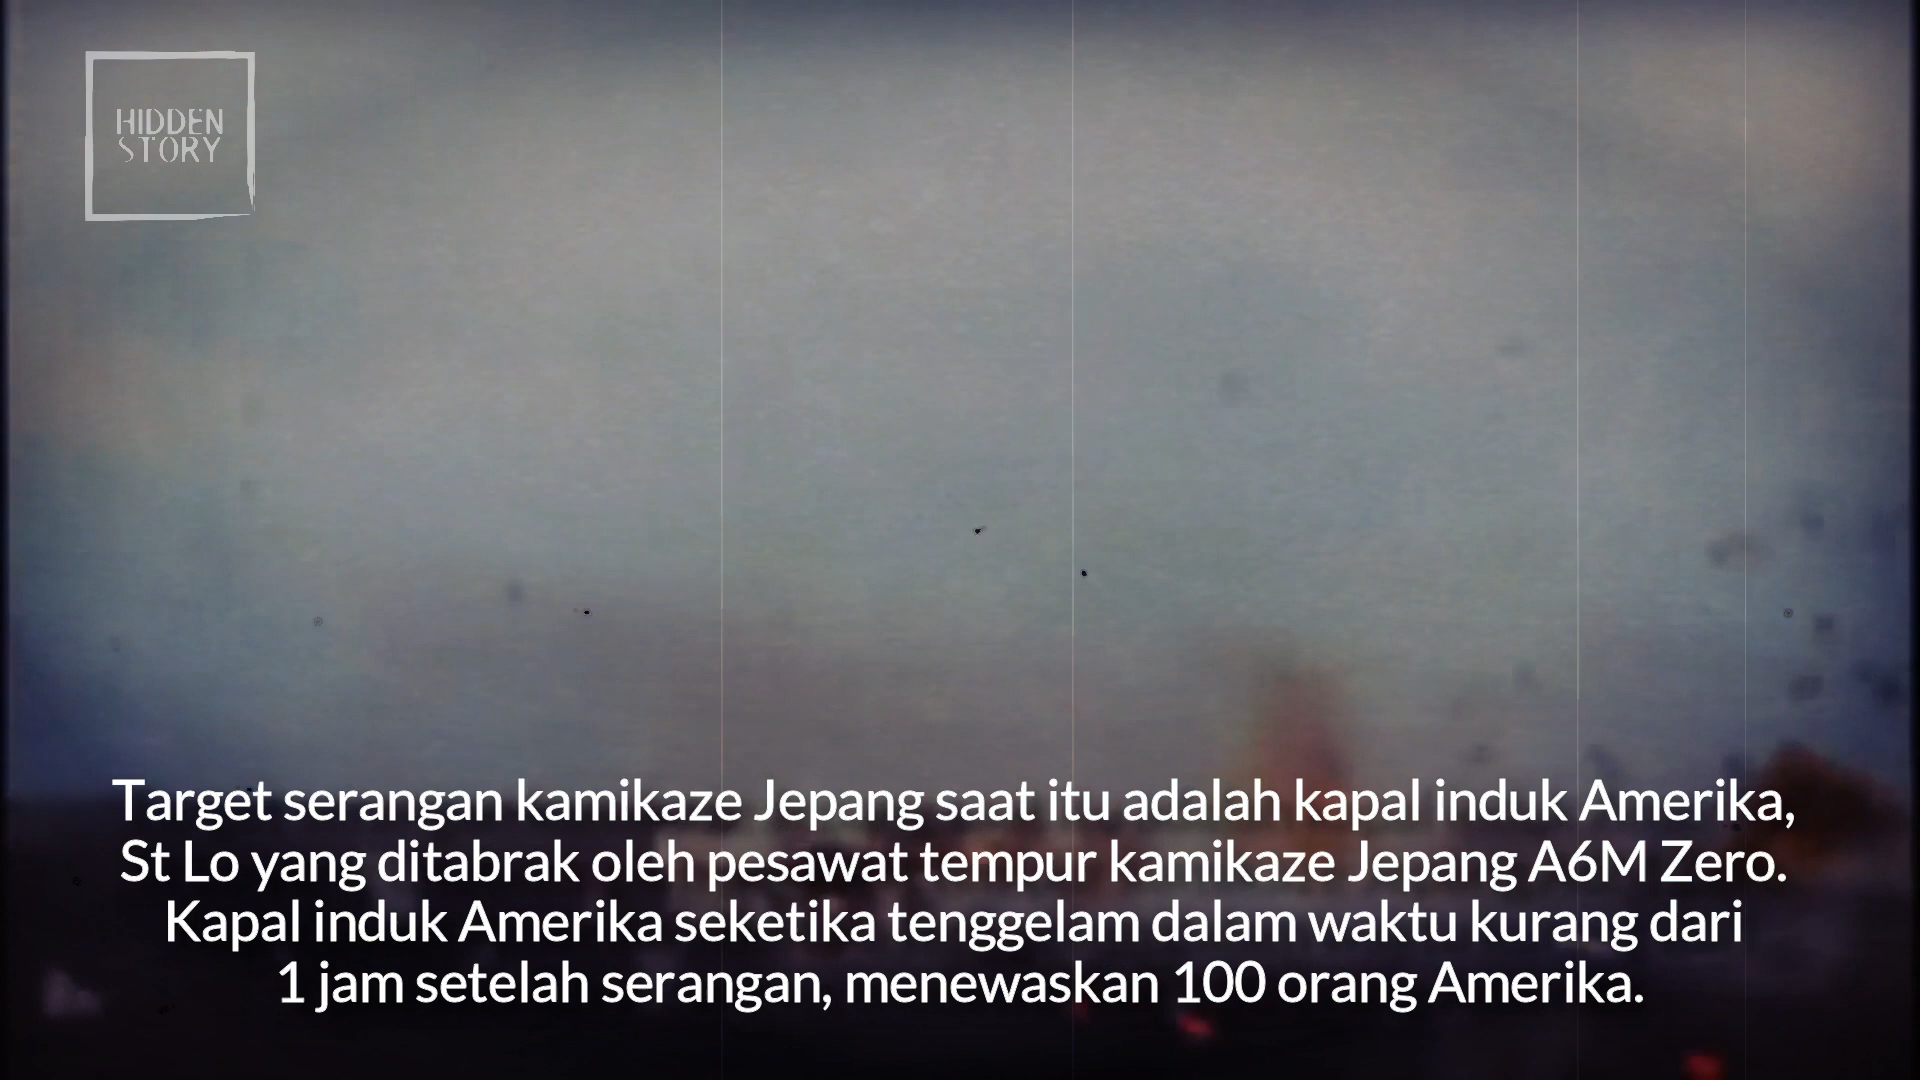 HIDDEN
STORY
Target serangan kamikaze Jepang saat itu adalah kapal induk Amerika,
St Lo yang ditabrak oleh pesawat tempur kamikaze Jepang A6M Zero.
Kapal induk Amerika seketika tenggelam dalam waktu kurang dari
1 jam setelah serangan, menewaskan 100 orang Amerika.